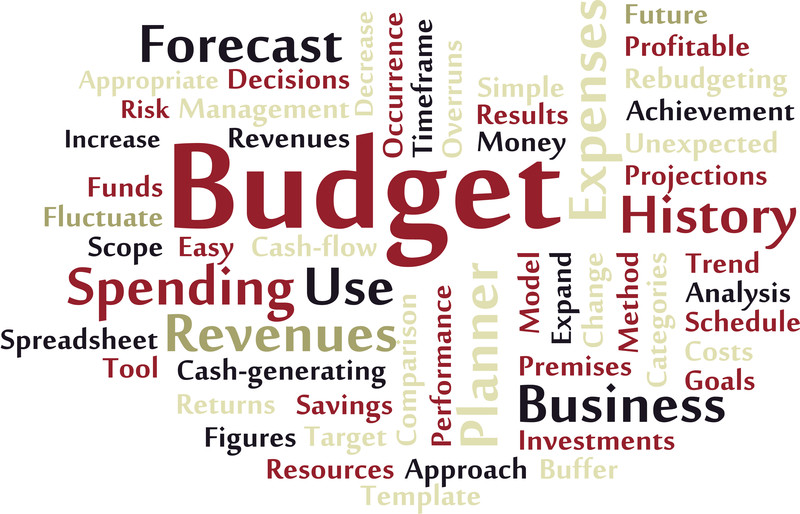 Forecast
Appropriate Decisions
Risk Management
Increase Revenues
Decrease
Occurrence
Timeframe
Overruns
Simple
Results
Money
Expenses
Future
Profitable
Rebudgeting
Achievement
Unexpected
Projections
History
Budget
Funds
Fluctuate
Scope Easy Cash-flow
Spending Use
Spreadsheet Revenues
Tool Cash-generating
Returns Savings
Figures Target
Comparison
Performance
Planner
Model
Expand
Change
Method
Categories
Trend
Analysis
Schedule
Costs
Goals
Premises
Business
Investments
Resources Approach Buffer
Template